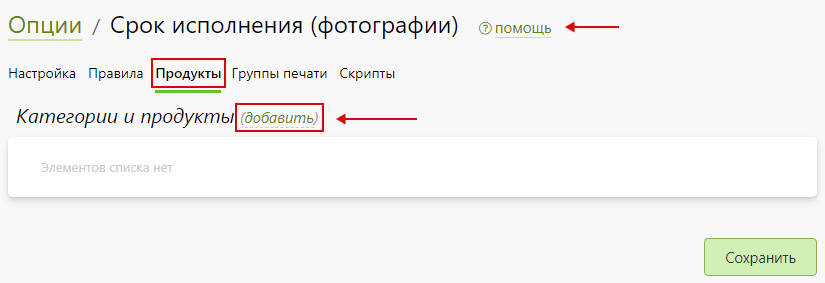 Опции / Срок исполнения (фотографии) ? помощь
Настройка Правила Продукты Группы печати Скрипты
Категории и продукты (добавить)
Элементов списка нет
Сохранить